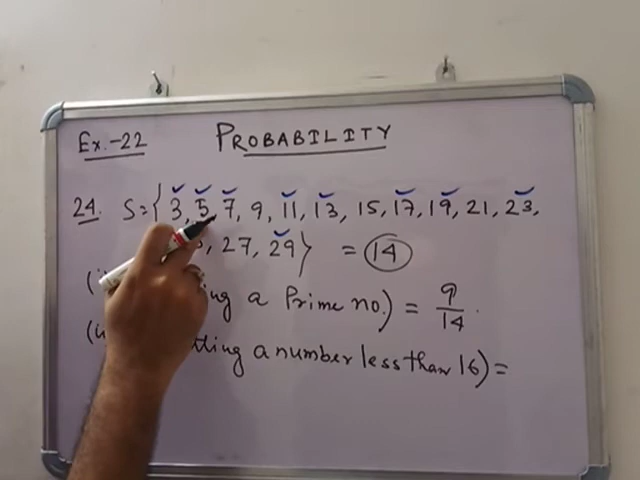 Ex.-22 PROBABILITY
24. S={3, 5, 7, 9, 11, 13, 15, 17, 19, 21, 23,
, 27, 29} = 14
(i a Prime no.) = 9/14.
( a number less than 16) =